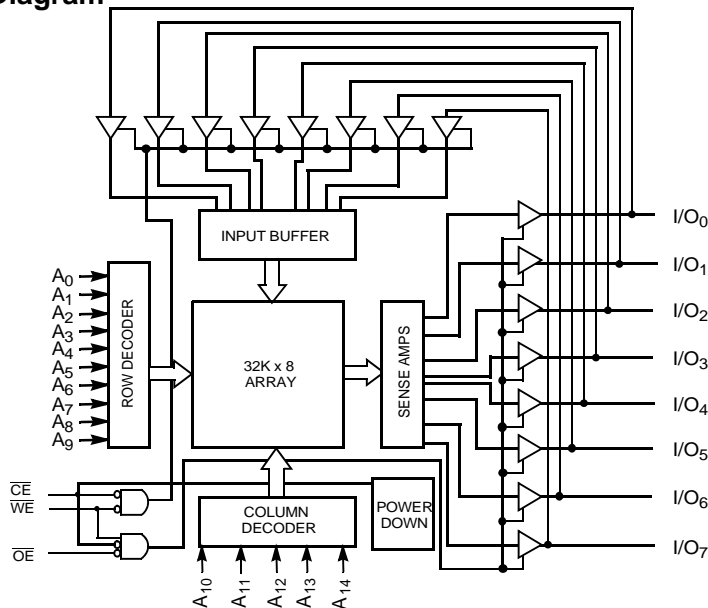 Diagram
INPUT BUFFER
A0
A1
A2
A3
A4
A5
A6
A7
A8
A9
ROW DECODER
32K x 8
ARRAY
SENSE AMPS
I/O0
I/O1
I/O2
I/O3
I/O4
I/O5
I/O6
I/O7
CE
WE
OE
COLUMN
DECODER
POWER
DOWN
A10
A11
A12
A13
A14